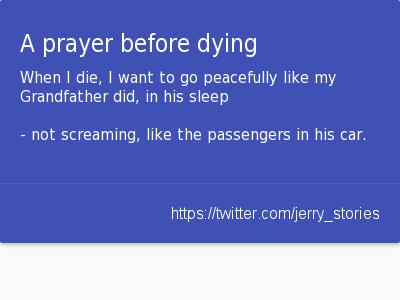 A prayer before dying
When I die, I want to go peacefully like my
Grandfather did, in his sleep
- not screaming, like the passengers in his car.
https://twitter.com/jerry_stories